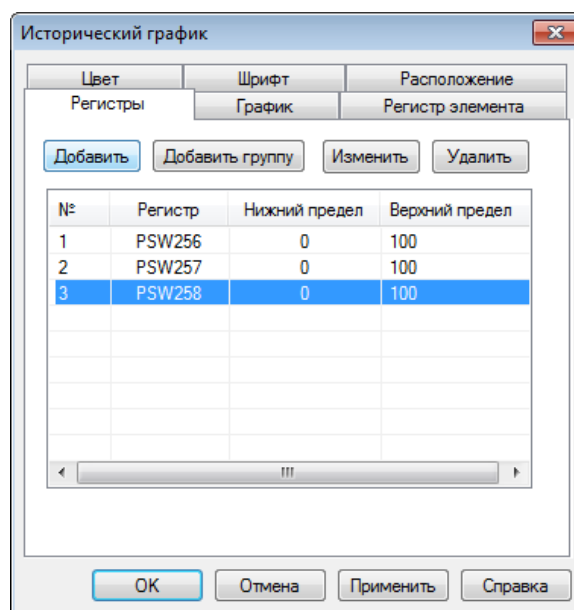 Исторический график
Цвет Шрифт Расположение
Регистры График Регистр элемента
Добавить Добавить группу Изменить Удалить
№ Регистр Нижний предел Верхний предел
1 PSW256 0 100
2 PSW257 0 100
3 PSW258 0 100
OK Отмена Применить Справка